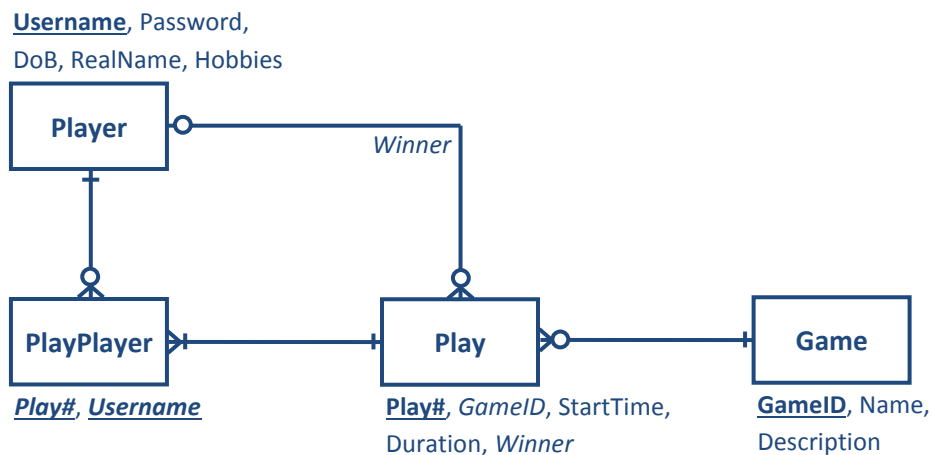 Username, Password,
DoB, RealName, Hobbies
Player
Winner
PlayPlayer
Play
Game
Play#, Username
Play#, GameID, StartTime,
Duration, Winner
GameID, Name,
Description